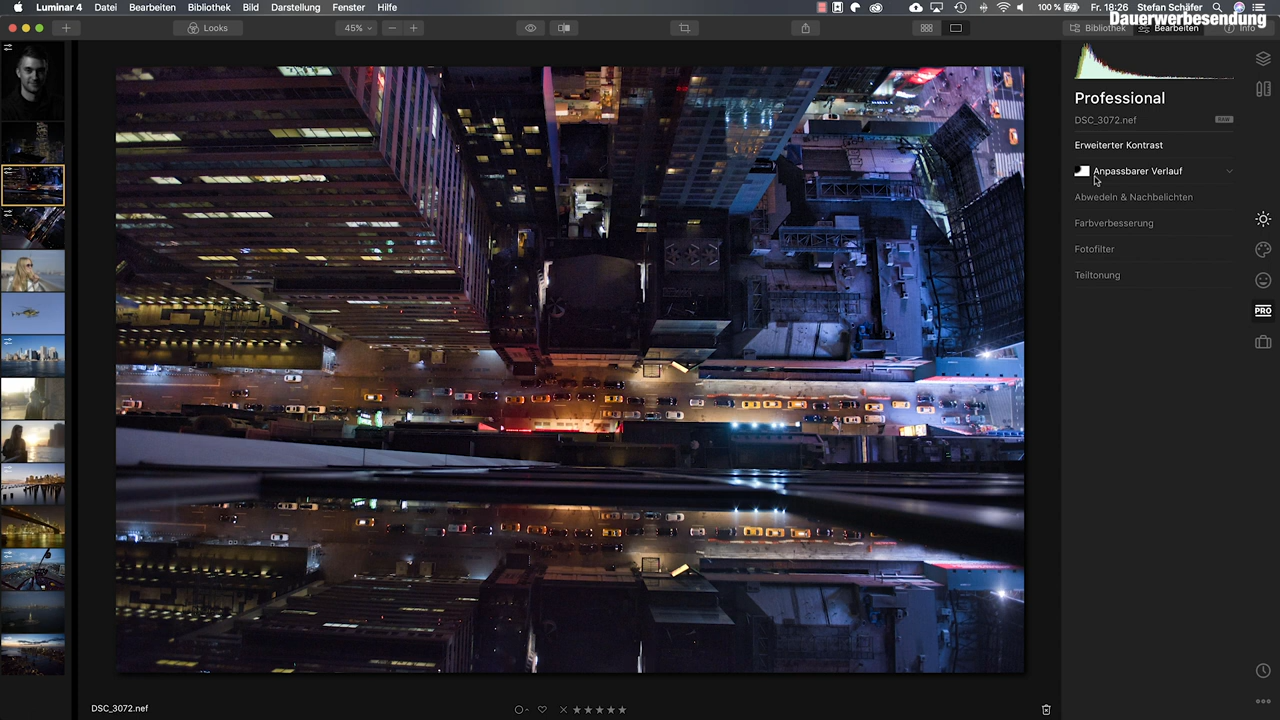 Luminar 4 Datei Bearbeiten Bibliothek Bild Darstellung Fenster Hilfe
100 % Fr. 18:26 Stefan Schäfer
Dauerwerbesendung
Looks 45% Bibliothek Bearbeiten Info
Professional
DSC_3072.nef RAW
Erweiterter Kontrast
Anpassbarer Verlauf
Abwedeln & Nachbelichten
Farbverbesserung
Fotofilter
Teiltonung
PRO
DSC_3072.nef